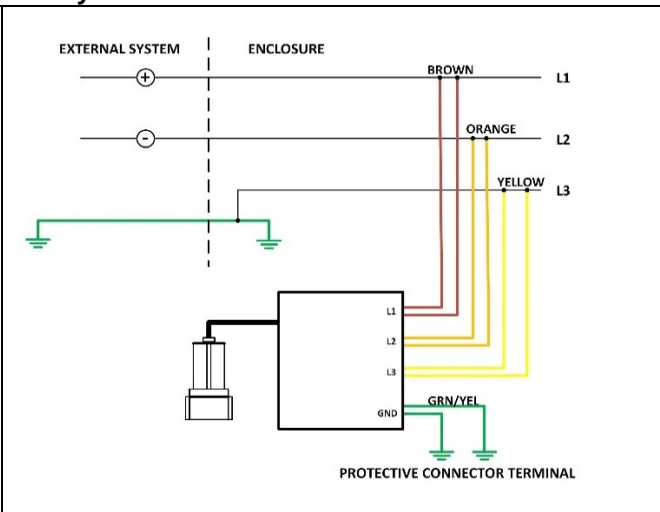 EXTERNAL SYSTEM ENCLOSURE
+ BROWN L1
- ORANGE L2
YELLOW L3
L1
L2
L3
GRN/YEL
GND
PROTECTIVE CONNECTOR TERMINAL